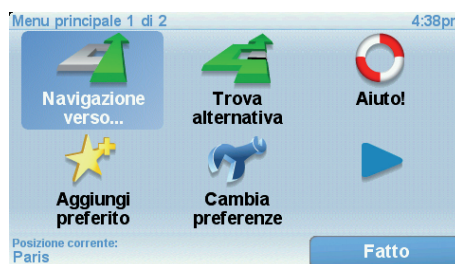 Menu principale 1 di 2
4:38pm
Navigazione
verso...
Trova
alternativa
Aiuto!
Aggiungi
preferito
Cambia
preferenze
Posizione corrente:
Paris
Fatto